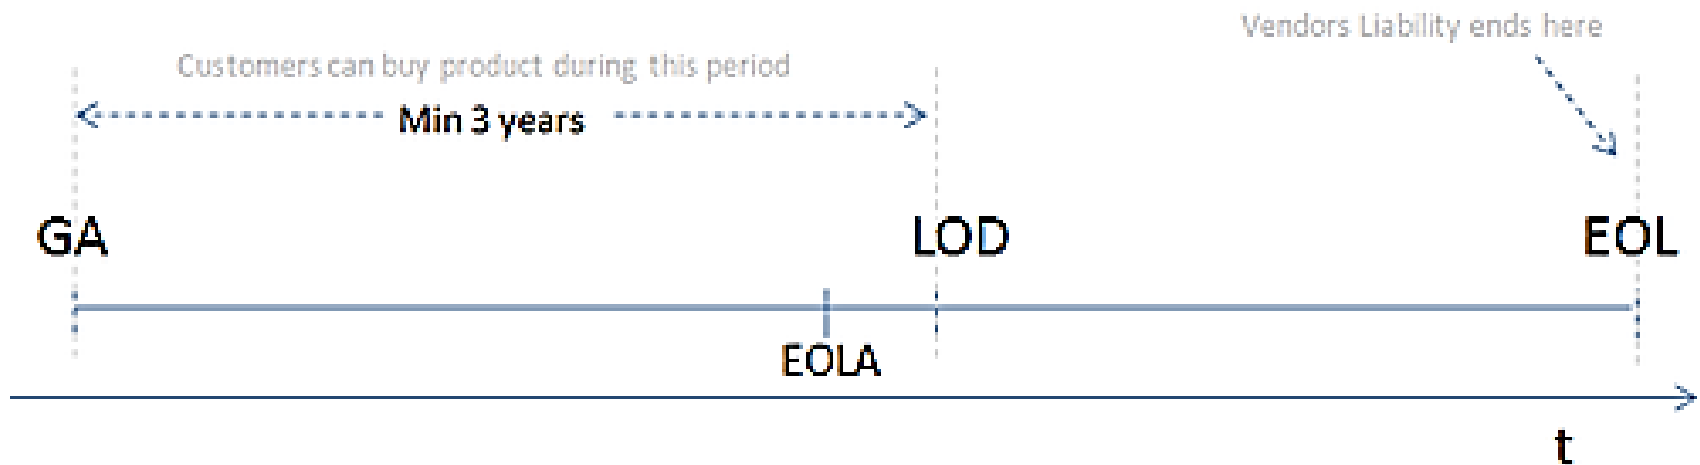 Vendors Liability ends here
Customers can buy product during this period
Min 3 years
GA
LOD
EOL
EOLA
t